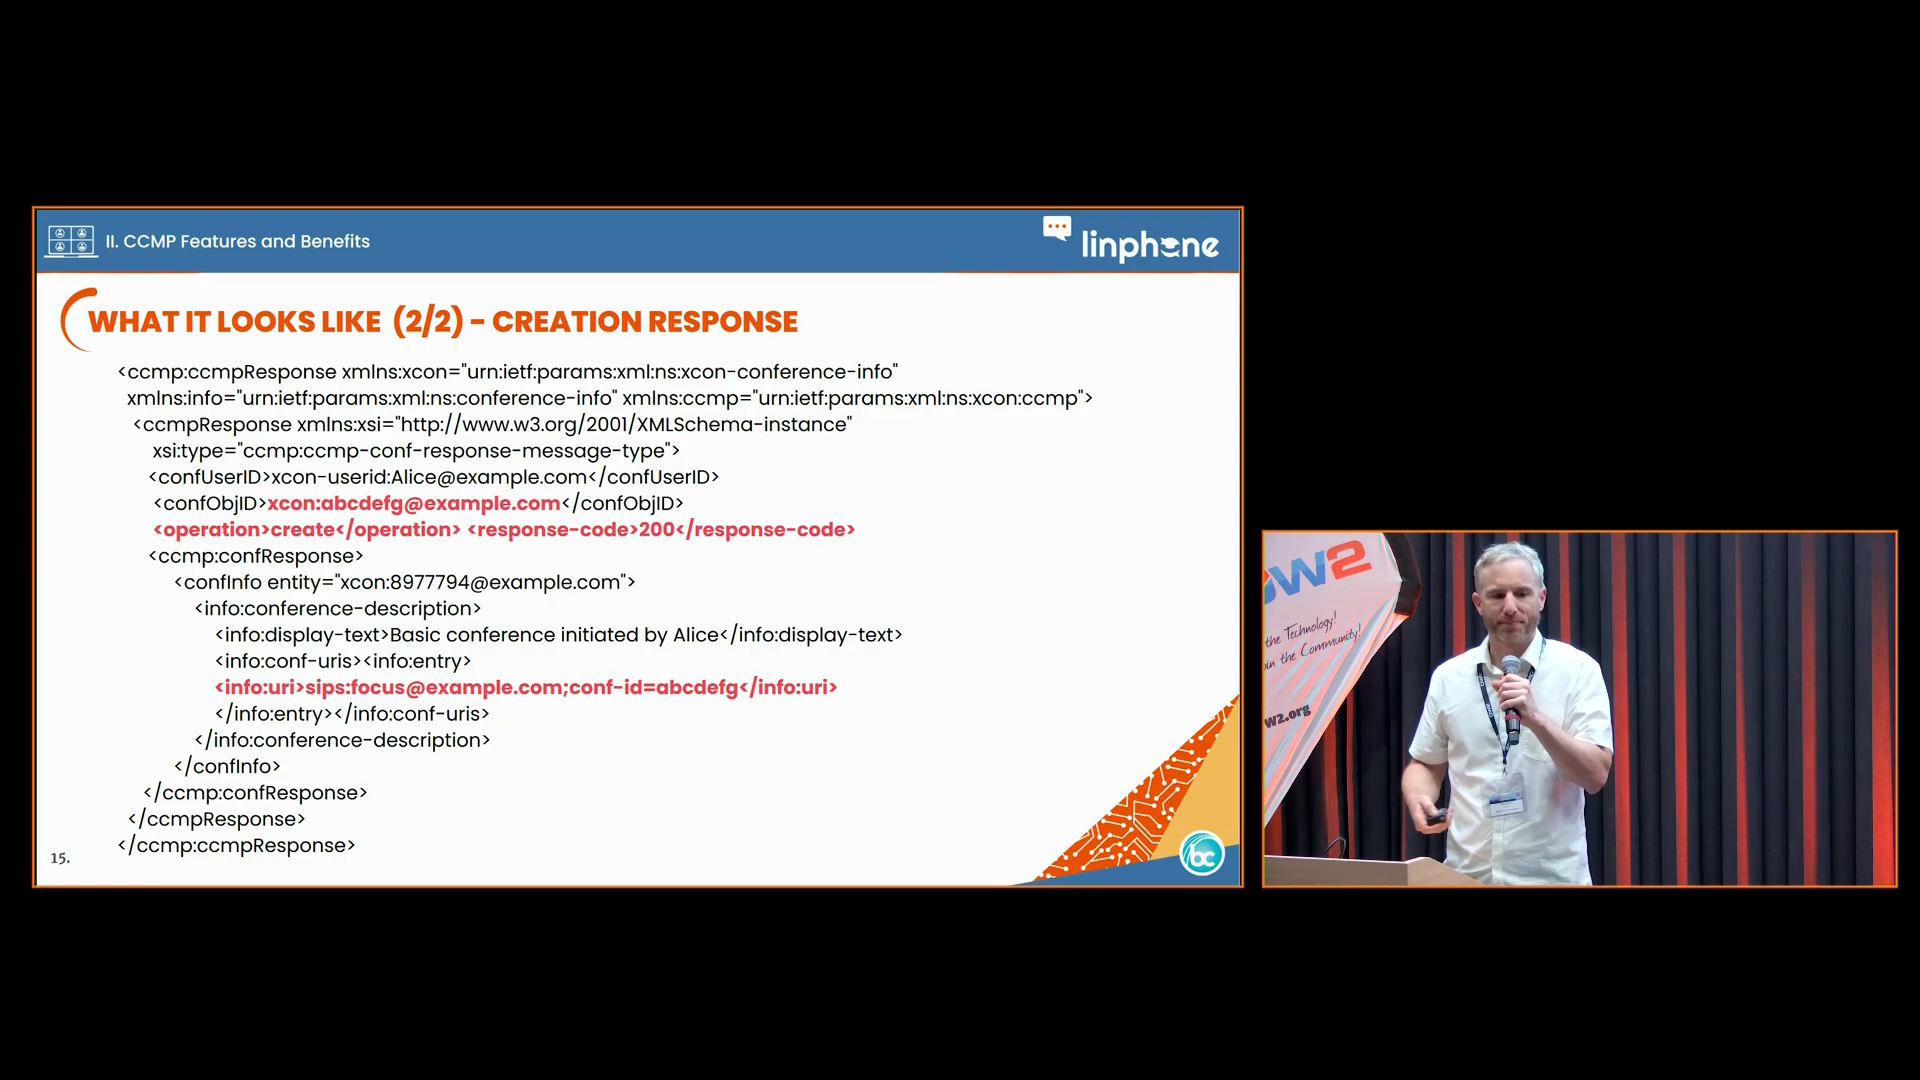 II. CCMP Features and Benefits
linphone
WHAT IT LOOKS LIKE (2/2) - CREATION RESPONSE
<ccmp:ccmpResponse xmlns:xcon="urn:ietf:params:xml:ns:xcon-conference-info"
xmlns:info="urn:ietf:params:xml:ns:conference-info" xmlns:ccmp="urn:ietf:params:xml:ns:xcon:ccmp">
<ccmpResponse xmlns:xsi="http://www.w3.org/2001/XMLSchema-instance"
xsi:type="ccmp:ccmp-conf-response-message-type">
<confUserID>xcon-userid:Alice@example.com</confUserID>
<confObjID>xcon:abcdefg@example.com</confObjID>
<operation>create</operation> <response-code>200</response-code>
<ccmp:confResponse>
<confInfo entity="xcon:8977794@example.com">
<info:conference-description>
<info:display-text>Basic conference initiated by Alice</info:display-text>
<info:conf-uris><info:entry>
<info:uri>sips:focus@example.com;conf-id=abcdefg</info:uri>
</info:entry></info:conf-uris>
</info:conference-description>
</confInfo>
</ccmp:confResponse>
</ccmpResponse>
</ccmp:ccmpResponse>
15.
bc
W2
the Technology!
oin the Community!
w2.org